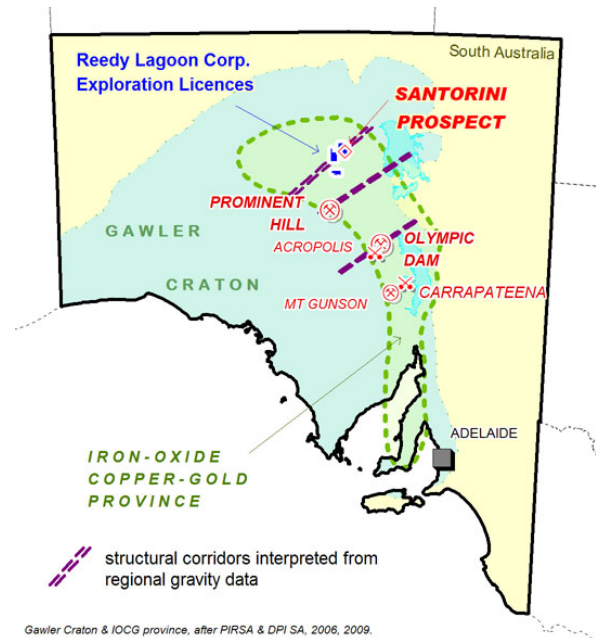 South Australia
Reedy Lagoon Corp.
Exploration Licences
SANTORINI
PROSPECT
PROMINENT
HILL
GAWLER
ACROPOLIS
OLYMPIC
DAM
CRATON
MT GUNSON
CARRAPATEENA
ADELAIDE
IRON-OXIDE
COPPER-GOLD
PROVINCE
structural corridors interpreted from
regional gravity data
Gawler Craton & IOCG province, after PIRSA & DPI SA, 2006, 2009.